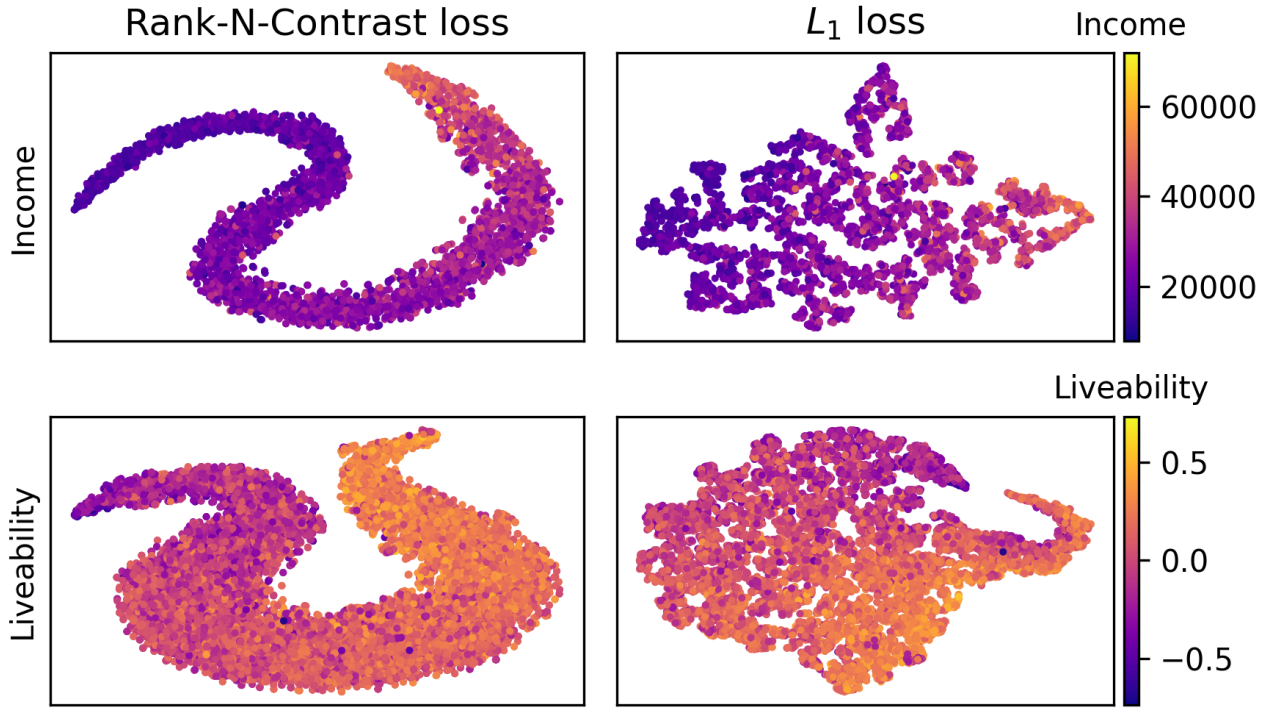 Rank-N-Contrast loss
L₁ loss
Income
Income
60000
40000
20000
Liveability
Liveability
0.5
0.0
−0.5